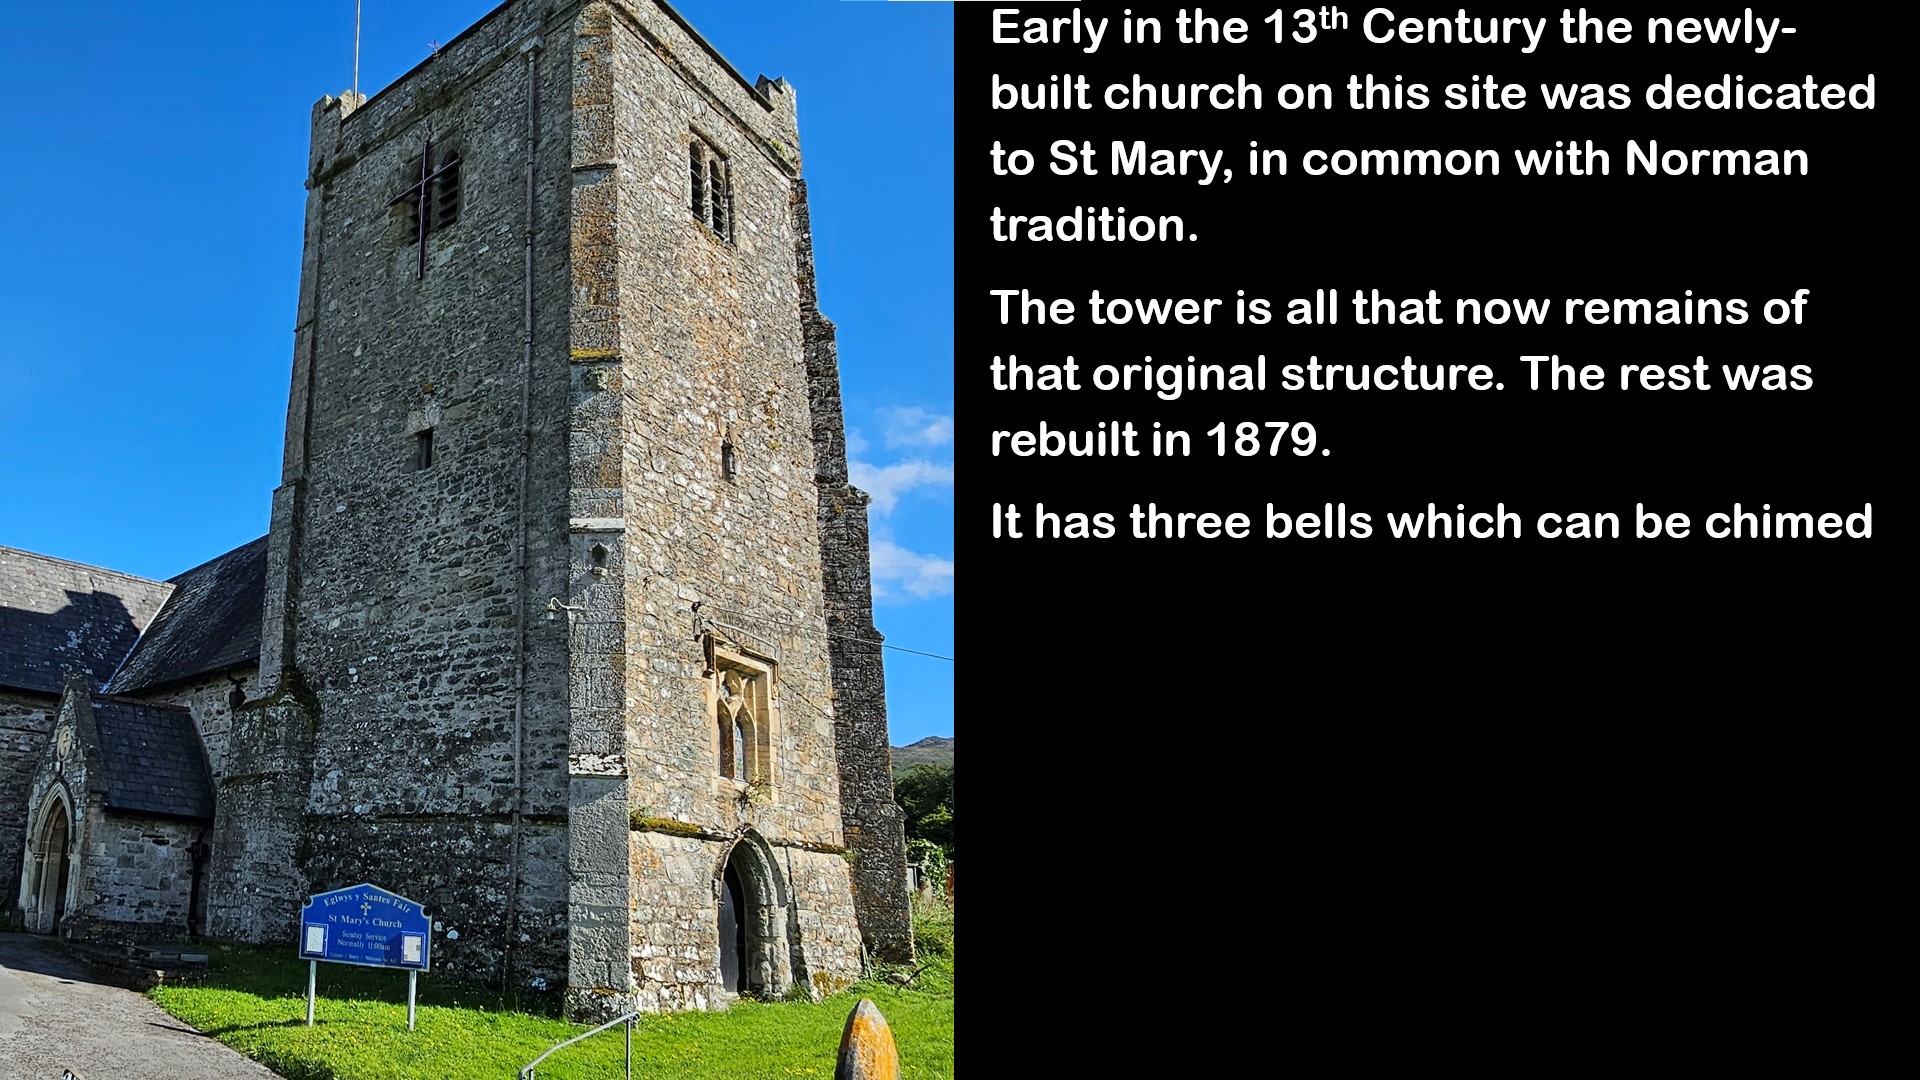 Early in the 13th Century the newly-
built church on this site was dedicated
to St Mary, in common with Norman
tradition.
The tower is all that now remains of
that original structure. The rest was
rebuilt in 1879.
It has three bells which can be chimed
Eglwys y Santes Fair
St Mary's Church
Sunday Service
Normally 11:00am